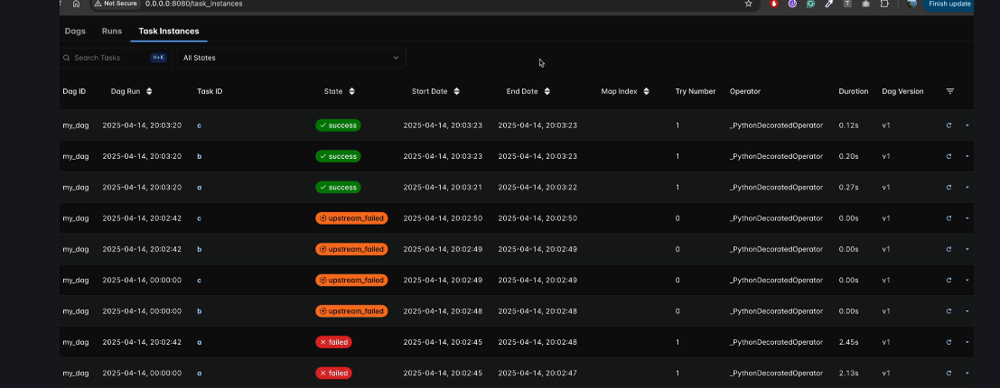 Not Secure 0.0.0.0:8080/task_instances Finish update
Dags Runs Task Instances
Search Tasks ⌘+K All States
Dag ID Dag Run Task ID State Start Date End Date Map Index Try Number Operator Duration Dag Version
my_dag 2025-04-14, 20:03:20 c success 2025-04-14, 20:03:23 2025-04-14, 20:03:23 1 _PythonDecoratedOperator 0.12s v1
my_dag 2025-04-14, 20:03:20 b success 2025-04-14, 20:03:23 2025-04-14, 20:03:23 1 _PythonDecoratedOperator 0.20s v1
my_dag 2025-04-14, 20:03:20 a success 2025-04-14, 20:03:21 2025-04-14, 20:03:22 1 _PythonDecoratedOperator 0.27s v1
my_dag 2025-04-14, 20:02:42 c upstream_failed 2025-04-14, 20:02:50 2025-04-14, 20:02:50 0 _PythonDecoratedOperator 0.00s v1
my_dag 2025-04-14, 20:02:42 b upstream_failed 2025-04-14, 20:02:49 2025-04-14, 20:02:49 0 _PythonDecoratedOperator 0.00s v1
my_dag 2025-04-14, 00:00:00 c upstream_failed 2025-04-14, 20:02:49 2025-04-14, 20:02:49 0 _PythonDecoratedOperator 0.00s v1
my_dag 2025-04-14, 00:00:00 b upstream_failed 2025-04-14, 20:02:48 2025-04-14, 20:02:48 0 _PythonDecoratedOperator 0.00s v1
my_dag 2025-04-14, 20:02:42 a failed 2025-04-14, 20:02:45 2025-04-14, 20:02:48 1 _PythonDecoratedOperator 2.45s v1
my_dag 2025-04-14, 00:00:00 a failed 2025-04-14, 20:02:45 2025-04-14, 20:02:47 1 _PythonDecoratedOperator 2.13s v1